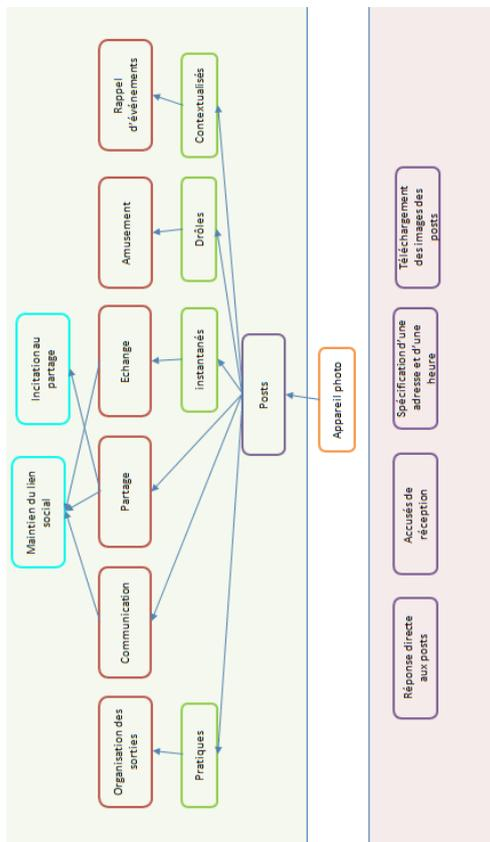 Maintien du lien
social
Incitation au
partage
Organisation des
sorties
Communication
Partage
Echange
Amusement
Rappel
d'événements
Pratiques
instantanés
Drôles
Contextualisés
Posts
Appareil photo
Réponse directe
aux posts
Accusés de
réception
Spécification d'une
adresse et d'une
heure
Téléchargement
des images des
posts